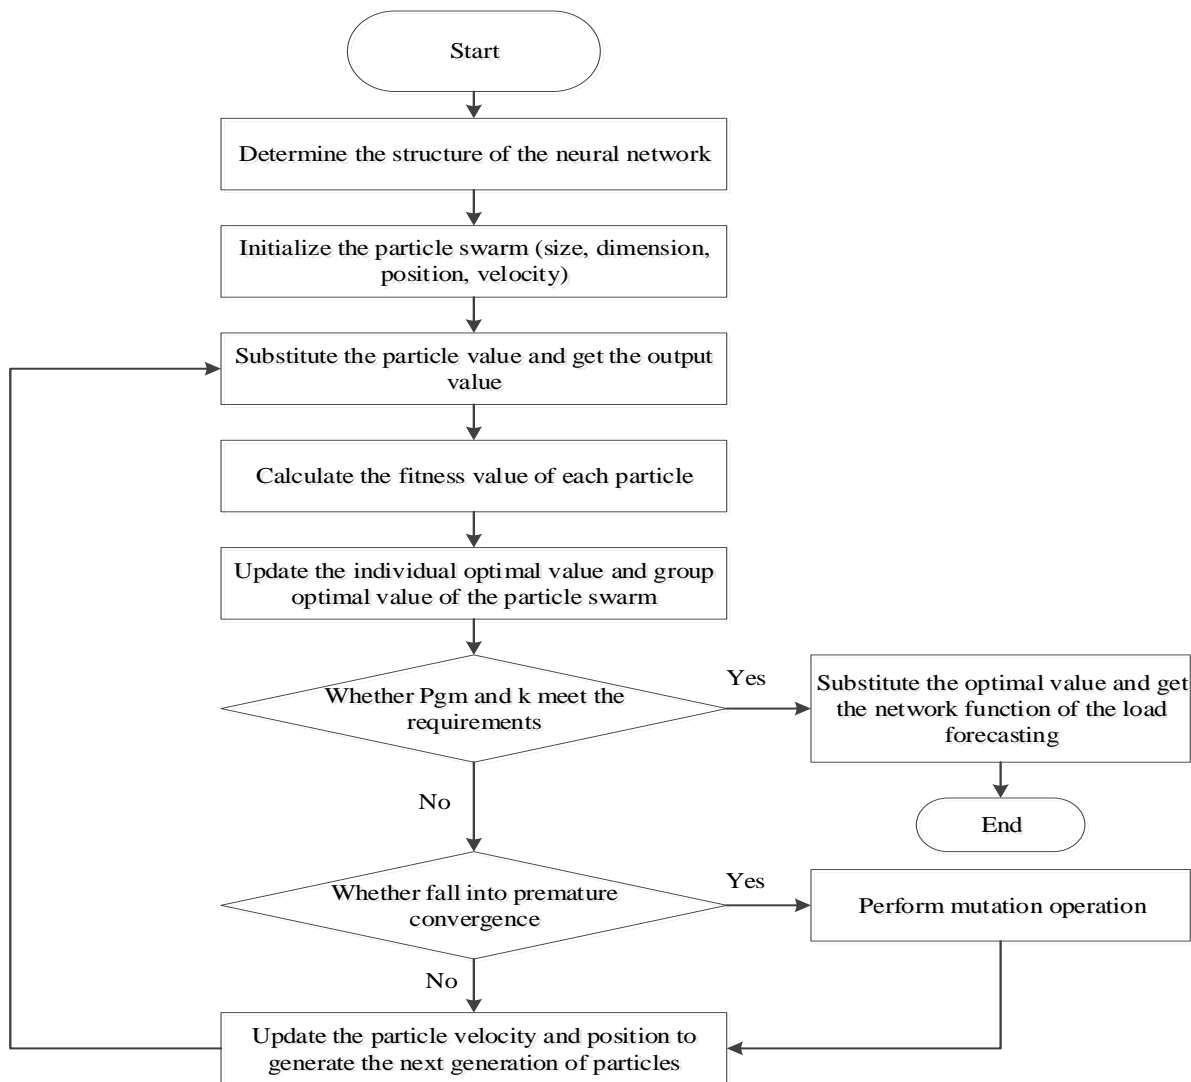 Start
Determine the structure of the neural network
Initialize the particle swarm (size, dimension,
position, velocity)
Substitute the particle value and get the output
value
Calculate the fitness value of each particle
Update the individual optimal value and group
optimal value of the particle swarm
Whether Pgm and k meet the
requirements
Yes
Substitute the optimal value and get
the network function of the load
forecasting
No
End
Whether fall into premature
convergence
Yes
Perform mutation operation
No
Update the particle velocity and position to
generate the next generation of particles